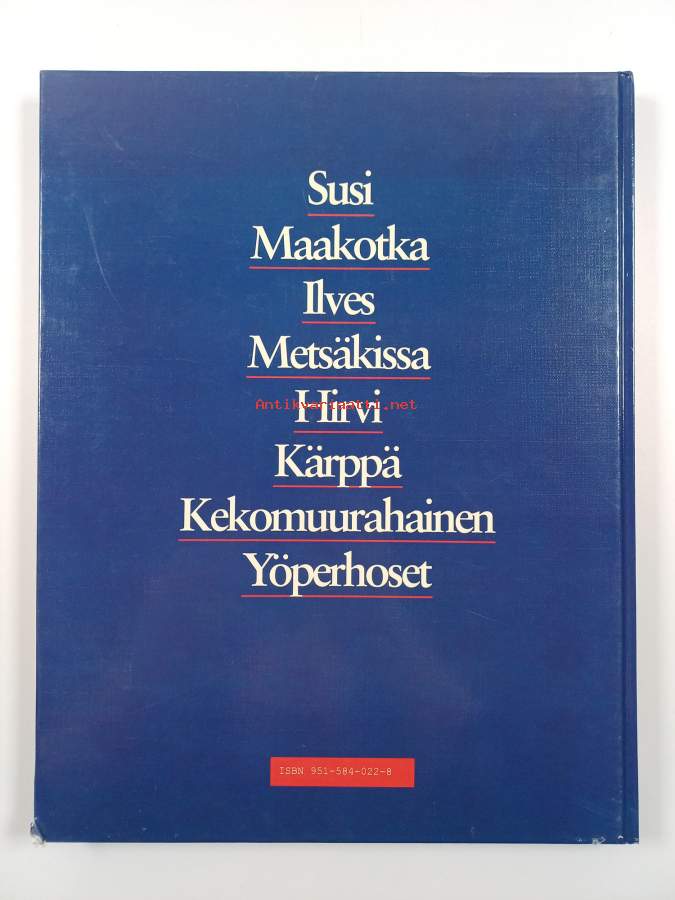 Susi
Maakotka
Ilves
Metsäkissa
Antikvariaatti.net
Hirvi
Kärppä
Kekomuurahainen
Yöperhoset
ISBN 951-584-022-8